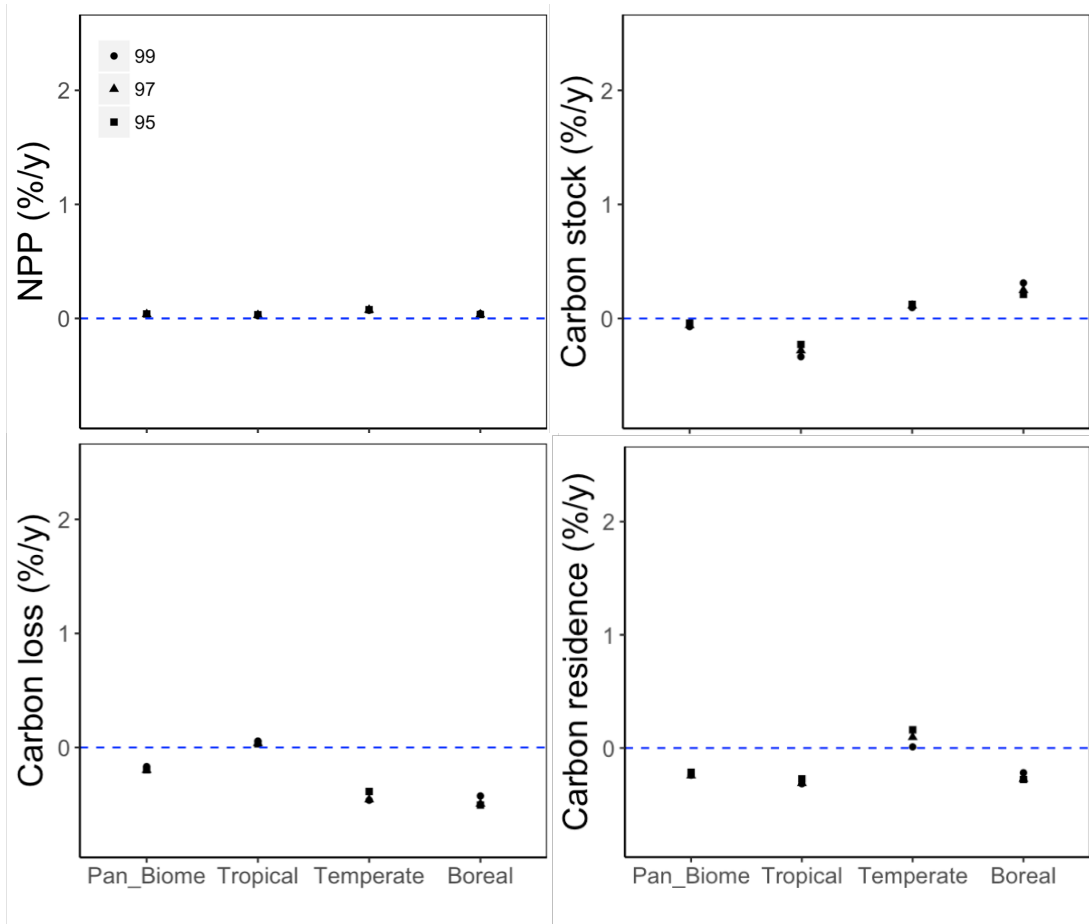 NPP (%/y)
2
1
0
99
97
95
Carbon stock (%/y)
2
1
0
Carbon loss (%/y)
2
1
0
Pan_Biome Tropical Temperate Boreal
Carbon residence (%/y)
2
1
0
Pan_Biome Tropical Temperate Boreal